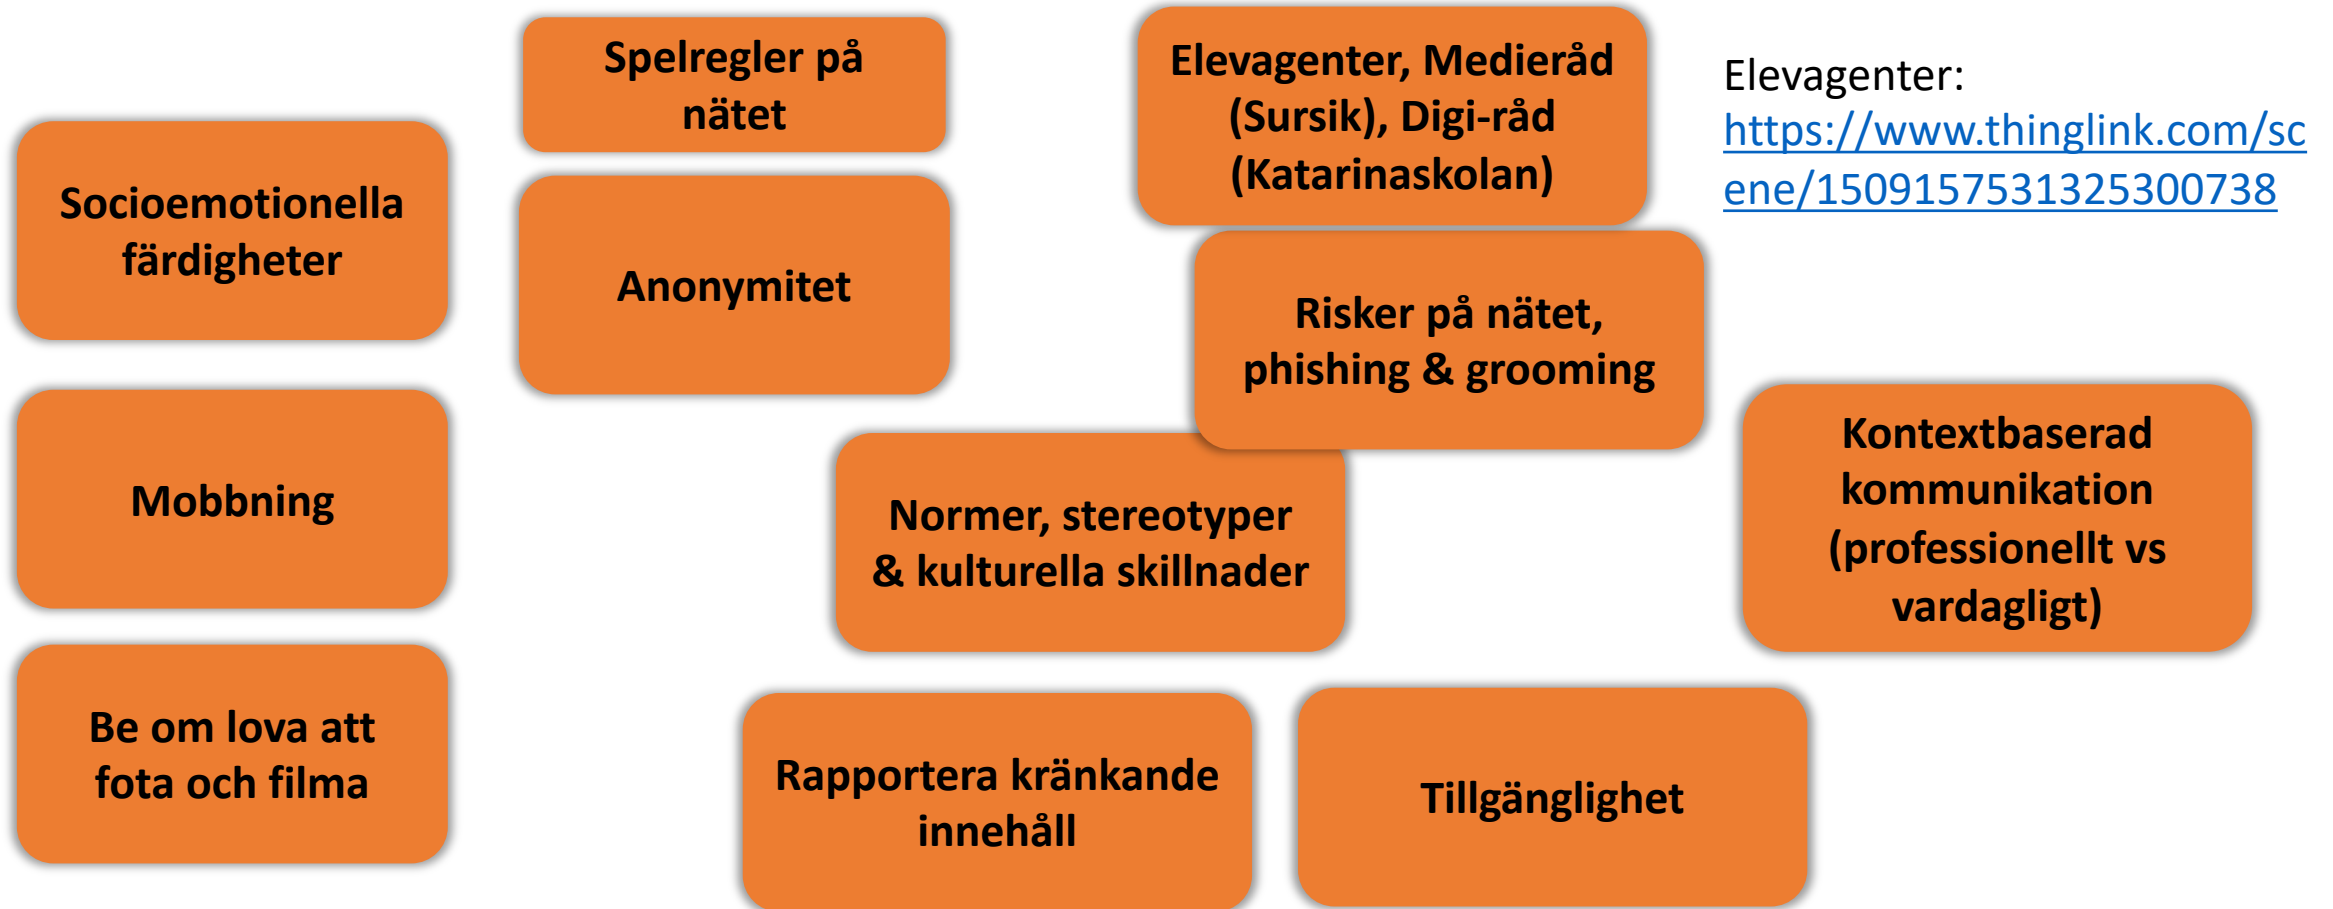 Spelregler på
nätet
Elevagenter, Medieråd
(Sursik), Digi-råd
(Katarinaskolan)
Elevagenter:
https://www.thinglink.com/sc
ene/1509157531325300738
Socioemotionella
färdigheter
Anonymitet
Risker på nätet,
phishing & grooming
Mobbning
Normer, stereotyper
& kulturella skillnader
Kontextbaserad
kommunikation
(professionellt vs
vardagligt)
Be om lova att
fota och filma
Rapportera kränkande
innehåll
Tillgänglighet